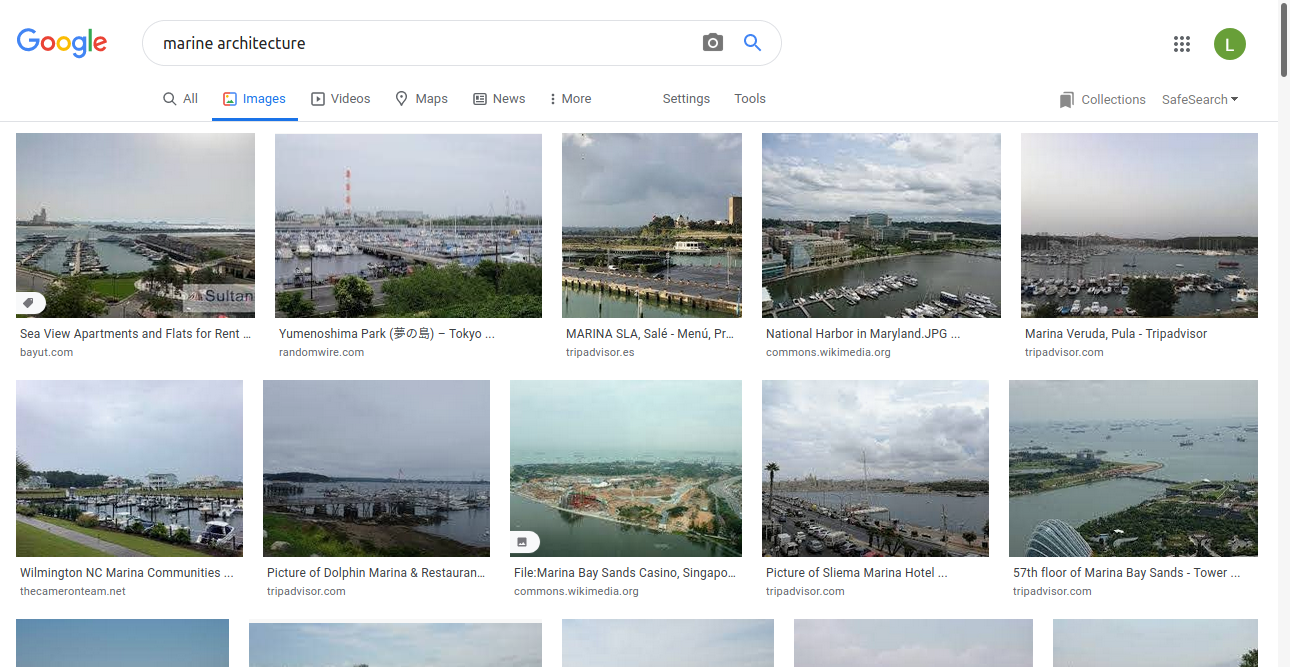 Google
marine architecture
L
All
Images
Videos
Maps
News
More
Settings
Tools
Collections
SafeSearch
Sultan
Sea View Apartments and Flats for Rent ...
bayut.com
Yumenoshima Park (夢の島) – Tokyo ...
randomwire.com
MARINA SLA, Salé - Menú, Pr...
tripadvisor.es
National Harbor in Maryland.JPG ...
commons.wikimedia.org
Marina Veruda, Pula - Tripadvisor
tripadvisor.com
Wilmington NC Marina Communities ...
thecameronteam.net
Picture of Dolphin Marina & Restauran...
tripadvisor.com
File:Marina Bay Sands Casino, Singapo...
commons.wikimedia.org
Picture of Sliema Marina Hotel ...
tripadvisor.com
57th floor of Marina Bay Sands - Tower ...
tripadvisor.com